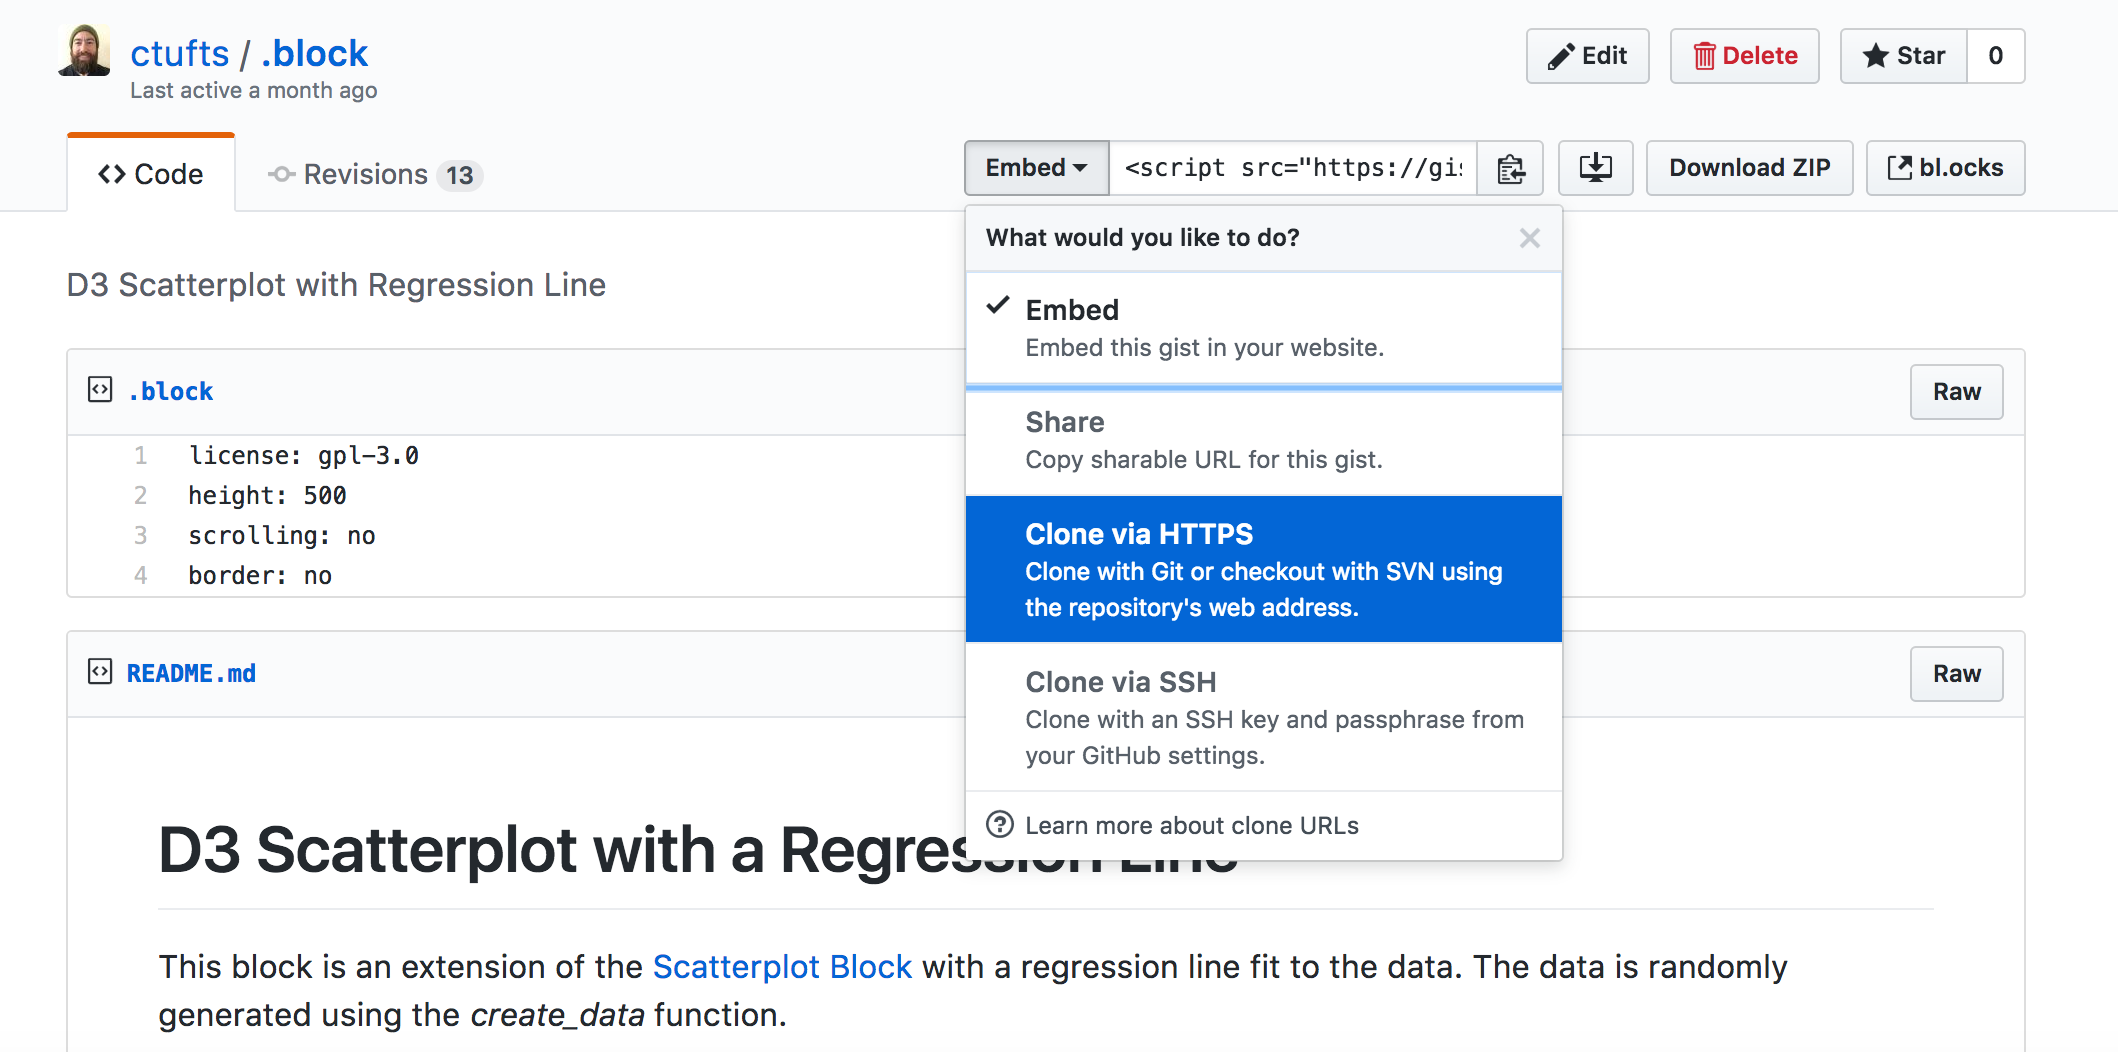 ctufts / .block
Last active a month ago
Edit
Delete
Star
0
Code
Revisions 13
Embed
<script src="https://gis
Download ZIP
bl.ocks
What would you like to do?
D3 Scatterplot with Regression Line
Embed
Embed this gist in your website.
Share
Copy sharable URL for this gist.
Clone via HTTPS
Clone with Git or checkout with SVN using
the repository's web address.
Clone via SSH
Clone with an SSH key and passphrase from
your GitHub settings.
Learn more about clone URLs
.block
Raw
1 license: gpl-3.0
2 height: 500
3 scrolling: no
4 border: no
README.md
Raw
D3 Scatterplot with a Regression Line
This block is an extension of the Scatterplot Block with a regression line fit to the data. The data is randomly
generated using the create_data function.